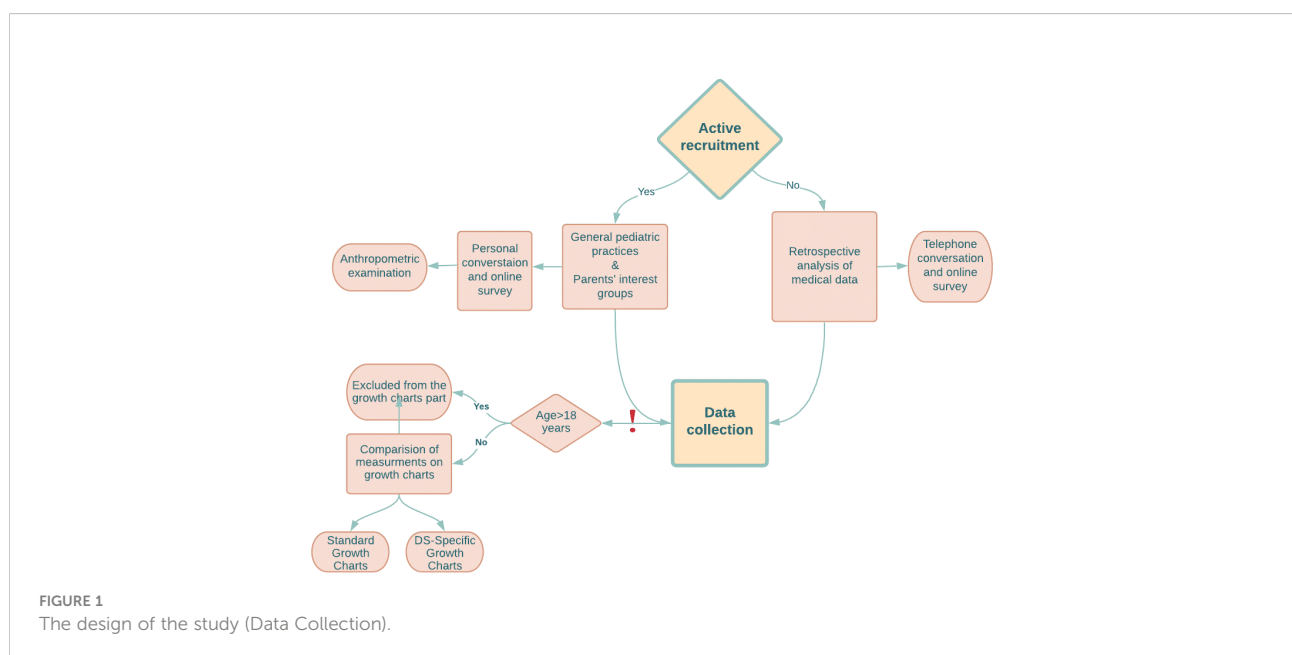 Active
recruitment
Yes
No
General pediatric
practices
&
Parents' interest
groups
Personal
converstaion
and online
survey
Anthropometric
examination
Retrospective
analysis of
medical data
Telephone
conversation
and online
survey
Data
collection
!
Age>18
years
Yes
No
Excluded from the
growth charts part
Comparision of
measurments on
growth charts
Standard
Growth
Charts
DS-Specific
Growth
Charts
FIGURE 1
The design of the study (Data Collection).